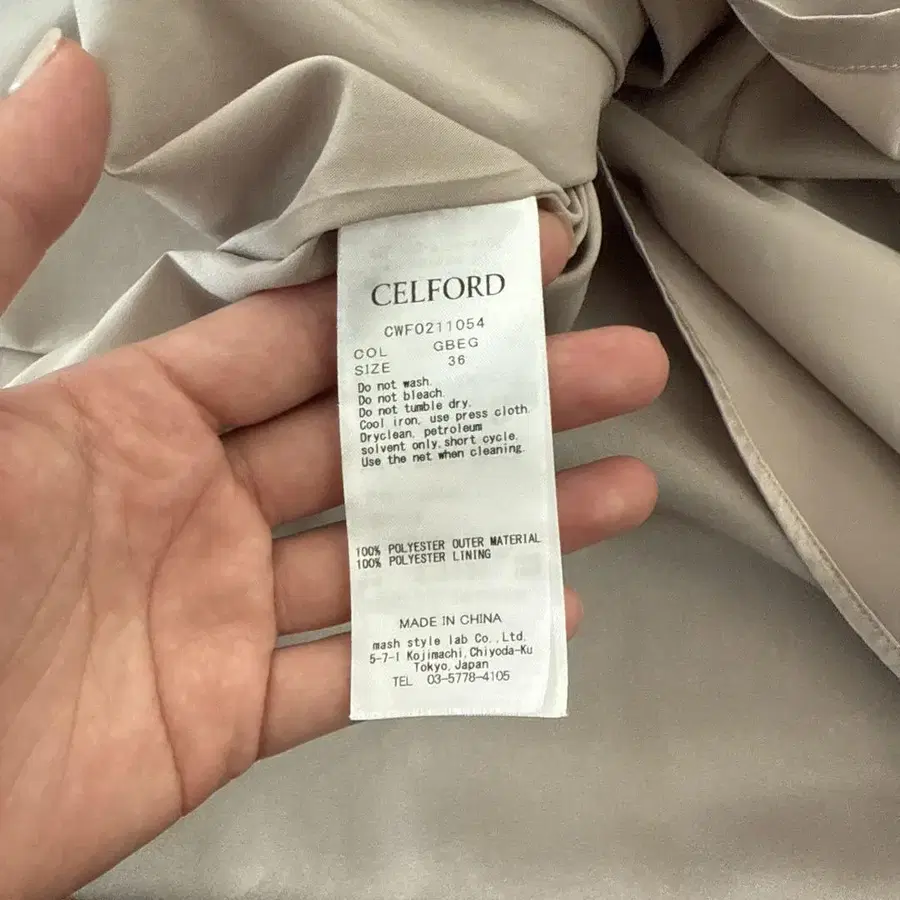 CELFORD
CWF0211054
COL GBEG
SIZE 36
Do not wash.
Do not bleach.
Do not tumble dry.
Cool iron, use press cloth.
Dryclean, petroleum
solvent only, short cycle.
Use the net when cleaning.
100% POLYESTER OUTER MATERIAL
100% POLYESTER LINING
MADE IN CHINA
mash style lab Co., Ltd.
5-7-1 Kojimachi, Chiyoda-Ku
Tokyo, Japan
TEL 03-5778-4105